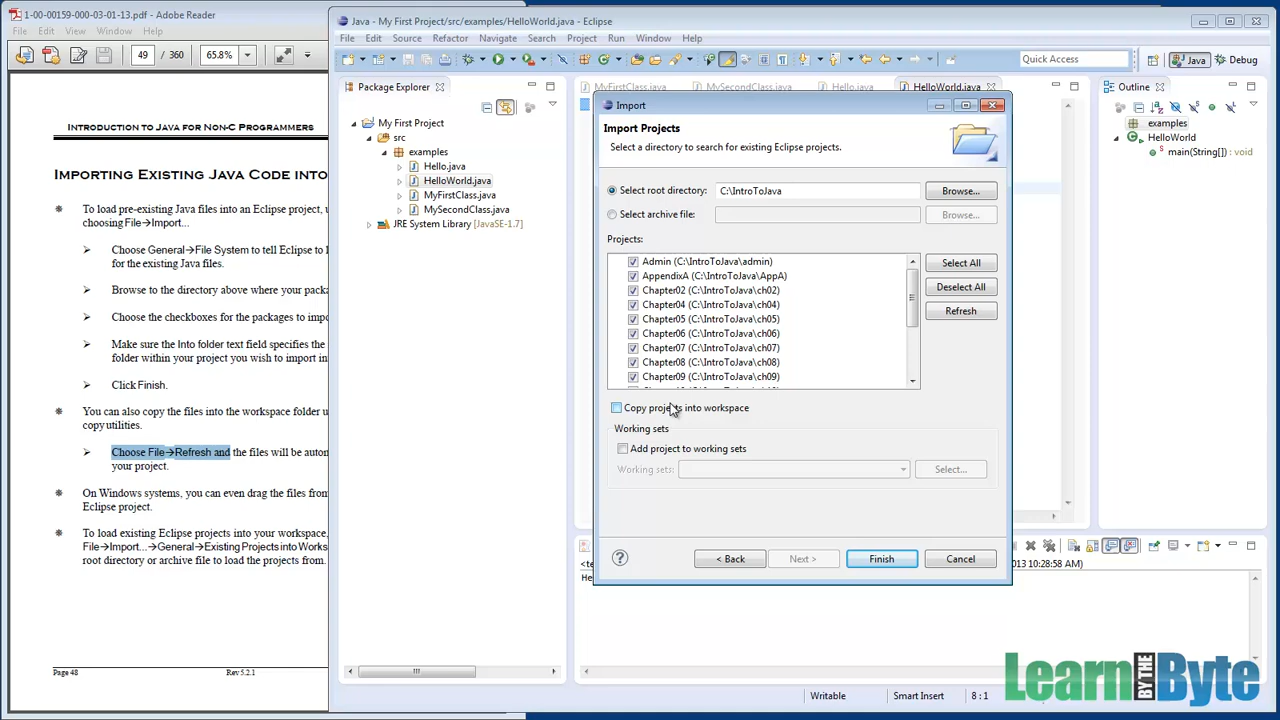 1-00-00159-000-03-01-13.pdf - Adobe Reader
File Edit View Window Help
49 / 360 65.8%
INTRODUCTION TO JAVA FOR NON-C PROGRAMMERS
IMPORTING EXISTING JAVA CODE INTO
To load pre-existing Java files into an Eclipse project, u
choosing File→Import...
Choose General→File System to tell Eclipse to l
for the existing Java files.
Browse to the directory above where your packa
Choose the checkboxes for the packages to impo
Make sure the Into folder text field specifies the
folder within your project you wish to import in
Click Finish.
You can also copy the files into the workspace folder u
copy utilities.
Choose File→Refresh and the files will be autom
your project.
On Windows systems, you can even drag the files from
Eclipse project.
To load existing Eclipse projects into your workspace,
File→Import...→General→Existing Projects into Works
root directory or archive file to load the projects from.
Page 48 Rev 5.2.1
Java - My First Project/src/examples/HelloWorld.java - Eclipse
File Edit Source Refactor Navigate Search Project Run Window Help
Quick Access Java Debug
Package Explorer
My First Project
src
examples
Hello.java
HelloWorld.java
MyFirstClass.java
MySecondClass.java
JRE System Library [JavaSE-1.7]
MyFirstClass.java MySecondClass.java Hello.java HelloWorld.java
Import
Import Projects
Select a directory to search for existing Eclipse projects.
Select root directory: C:\IntroToJava Browse...
Select archive file: Browse...
Projects:
Admin (C:\IntroToJava\admin)
AppendixA (C:\IntroToJava\AppA)
Chapter02 (C:\IntroToJava\ch02)
Chapter04 (C:\IntroToJava\ch04)
Chapter05 (C:\IntroToJava\ch05)
Chapter06 (C:\IntroToJava\ch06)
Chapter07 (C:\IntroToJava\ch07)
Chapter08 (C:\IntroToJava\ch08)
Chapter09 (C:\IntroToJava\ch09)
Select All
Deselect All
Refresh
Copy projects into workspace
Working sets
Add project to working sets
Working sets: Select...
< Back Next > Finish Cancel
Outline
examples
HelloWorld
main(String[]) : void
<te
2013 10:28:58 AM)
He
Writable Smart Insert 8 : 1
Learn BY THE Byte